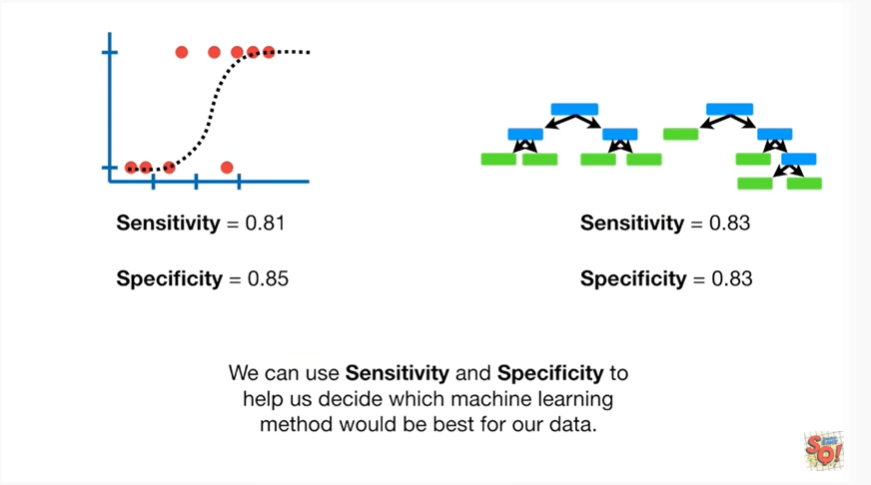 Sensitivity = 0.81
Sensitivity = 0.83
Specificity = 0.85
Specificity = 0.83
We can use Sensitivity and Specificity to
help us decide which machine learning
method would be best for our data.